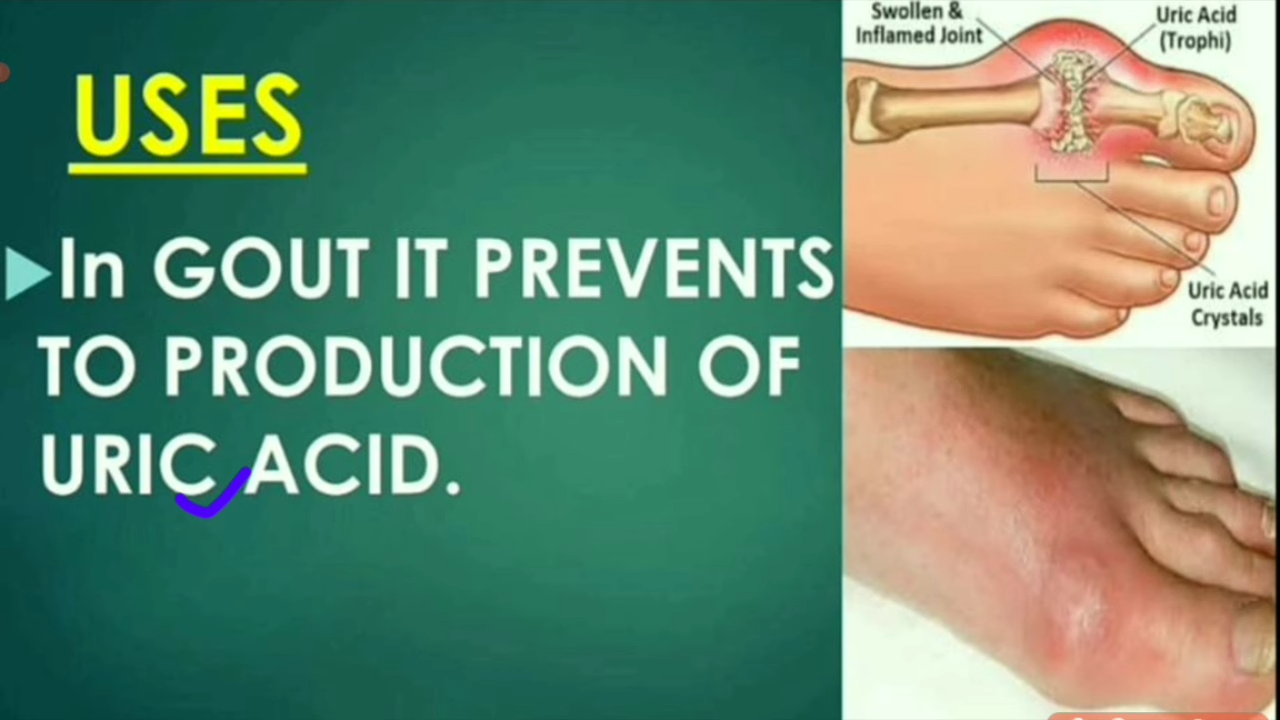 USES
In GOUT IT PREVENTS
TO PRODUCTION OF
URIC ACID.
Swollen &
Inflamed Joint
Uric Acid
(Trophi)
Uric Acid
Crystals